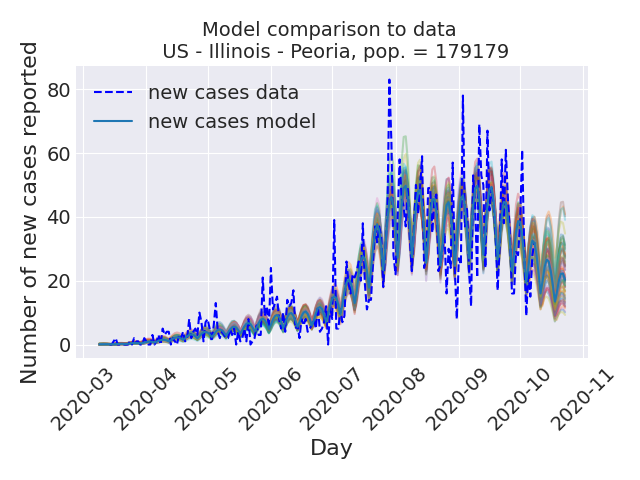 Model comparison to data
US - Illinois - Peoria, pop. = 179179
Number of new cases reported
80
60
40
20
0
new cases data
new cases model
2020-03
2020-04
2020-05
2020-06
2020-07
2020-08
2020-09
2020-10
2020-11
Day